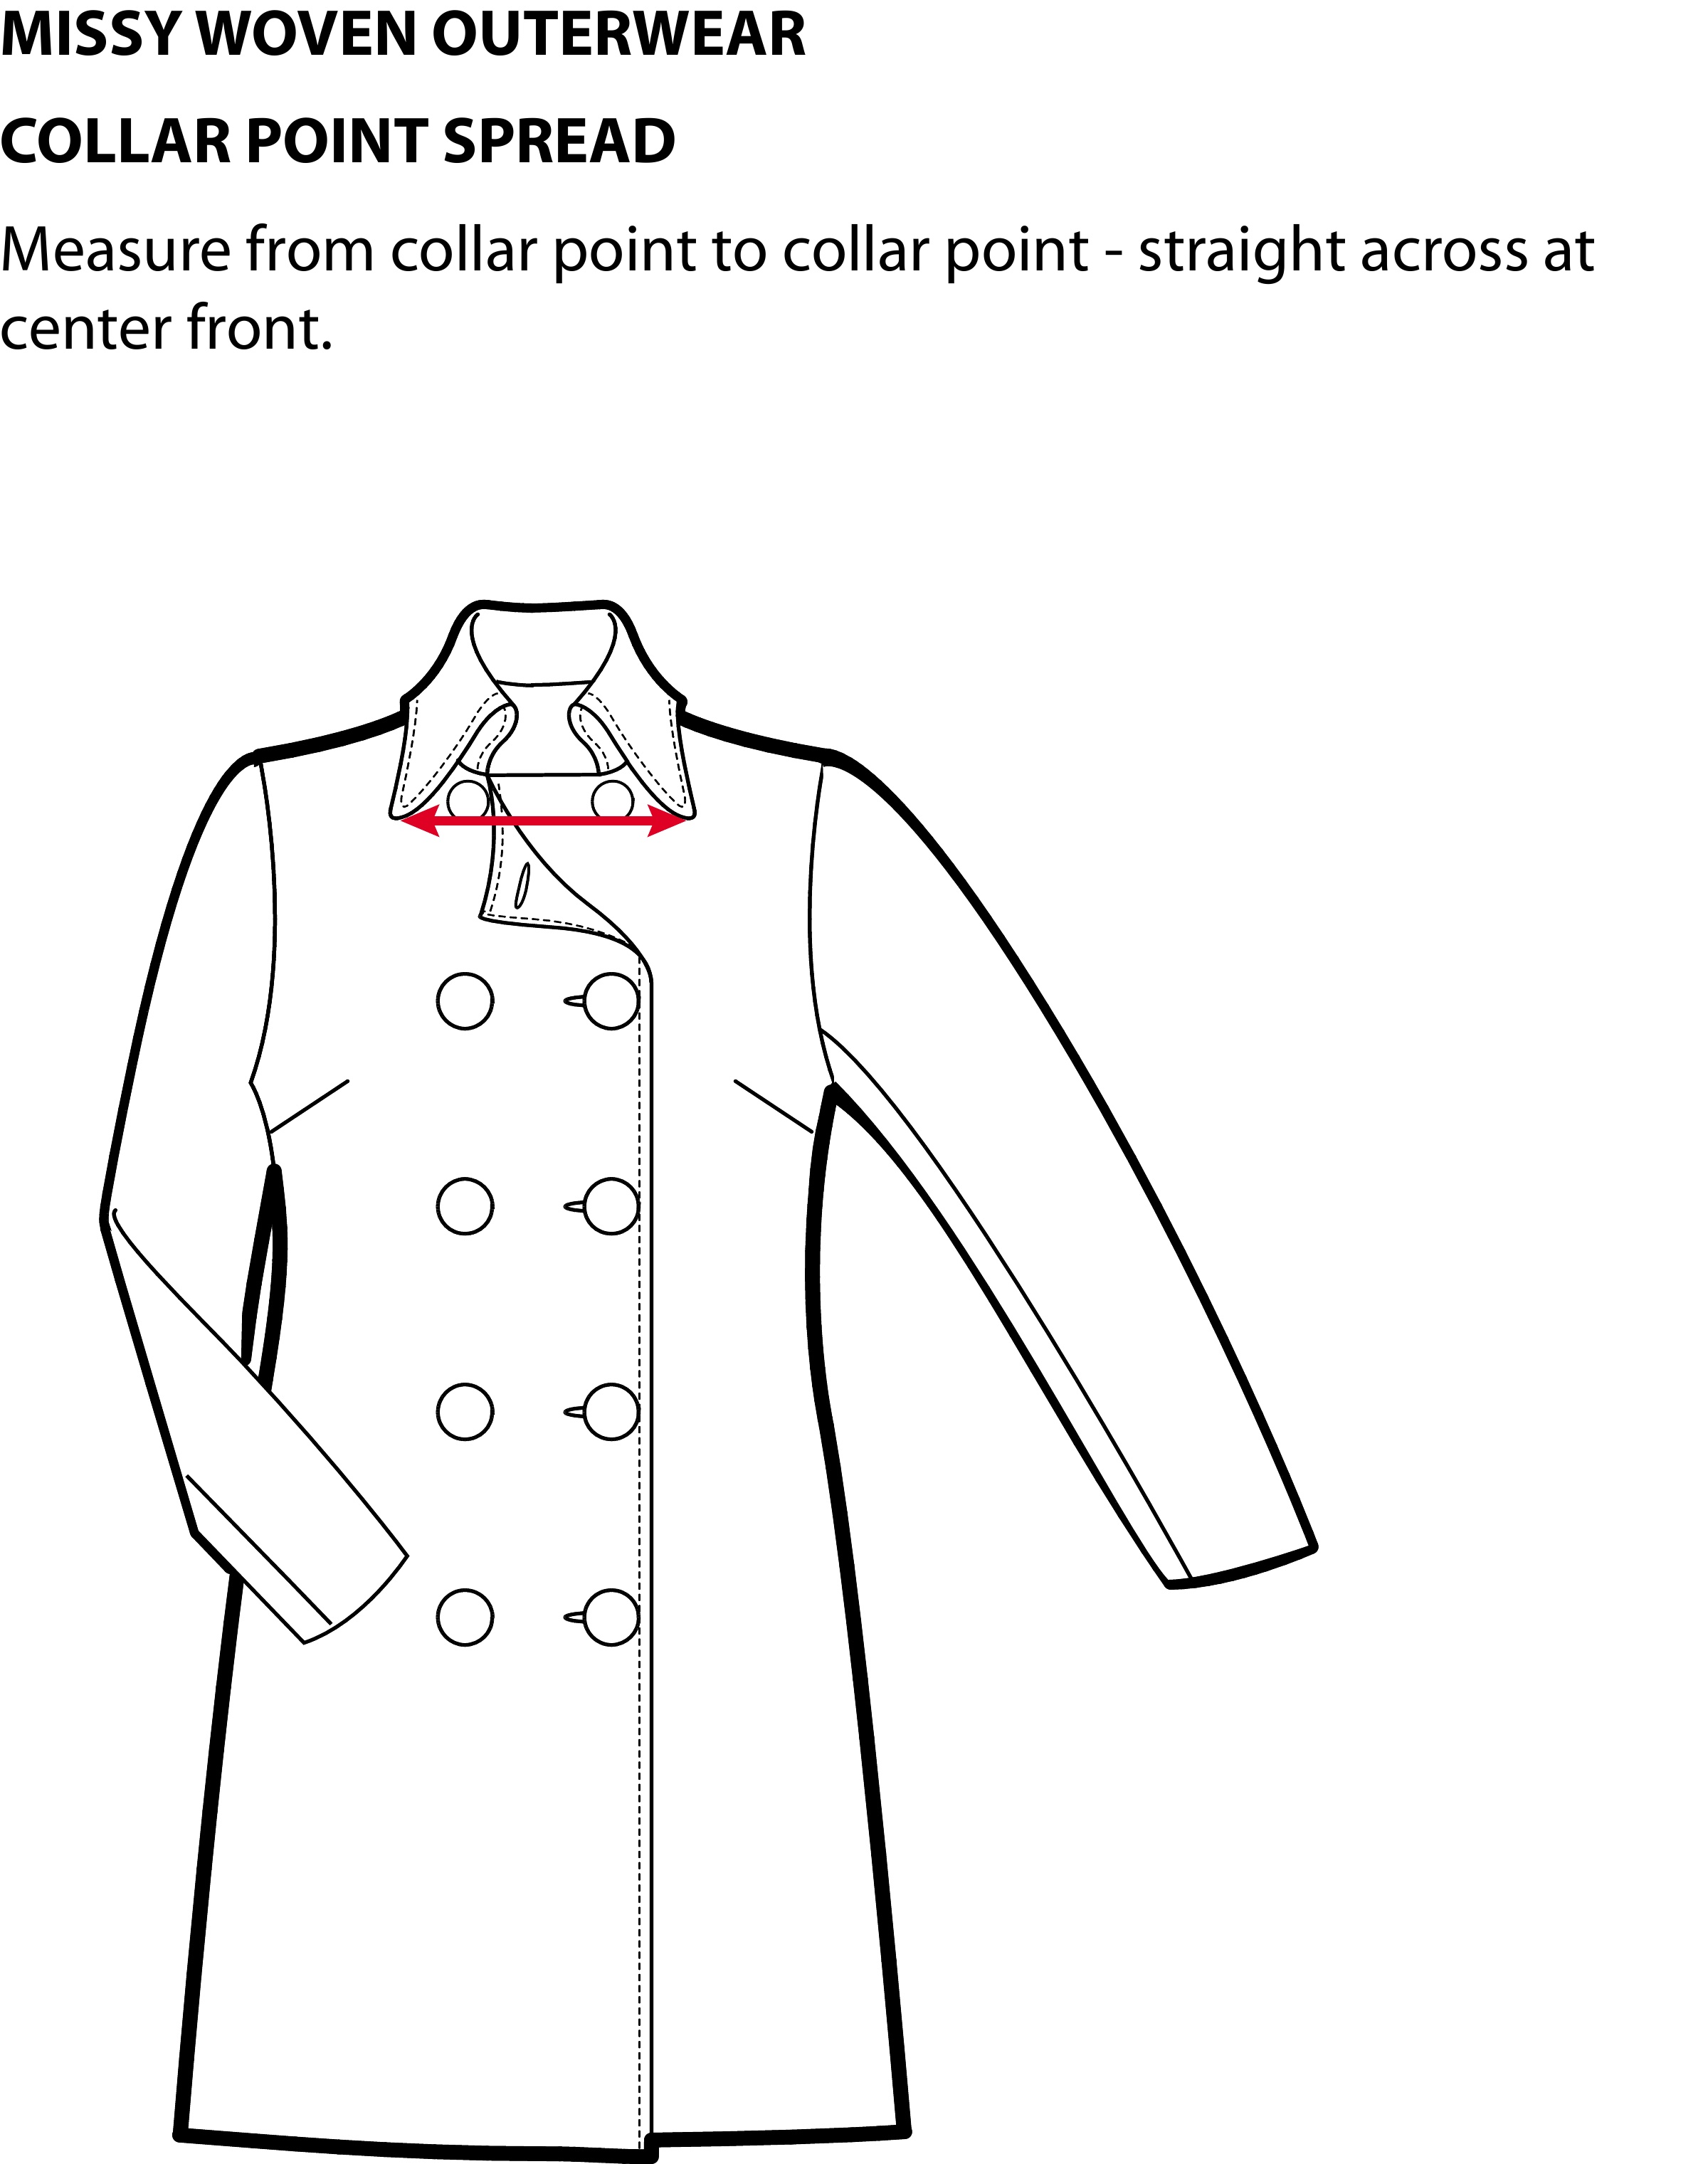 MISSY WOVEN OUTERWEAR
COLLAR POINT SPREAD
Measure from collar point to collar point - straight across at
center front.